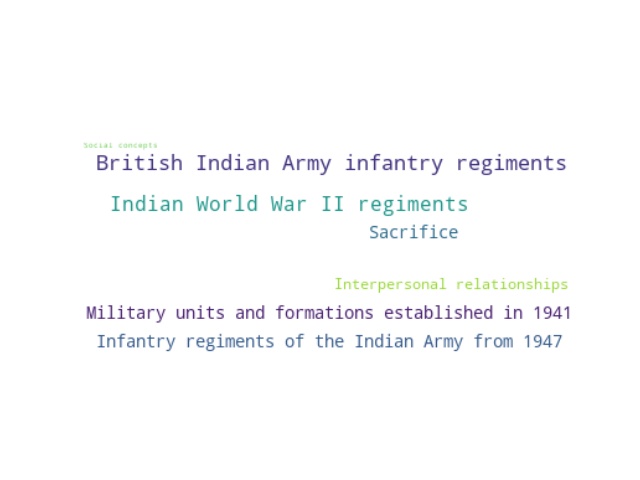 Social concepts
British Indian Army infantry regiments
Indian World War II regiments
Sacrifice
Interpersonal relationships
Military units and formations established in 1941
Infantry regiments of the Indian Army from 1947